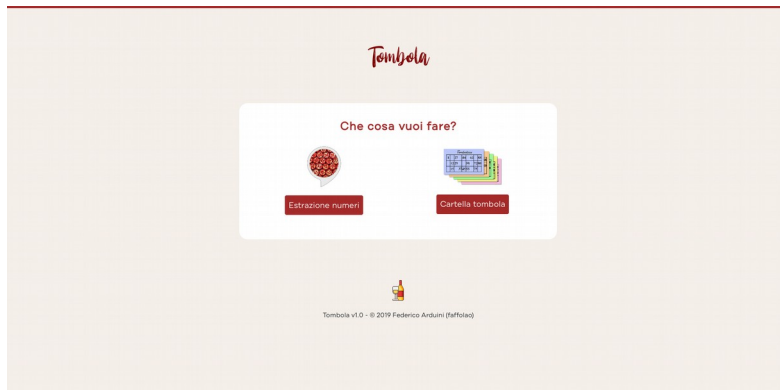 Tombola
Che cosa vuoi fare?
Estrazione numeri
Cartella tombola
Tombola v1.0 - © 2019 Federico Arduini (faffolao)